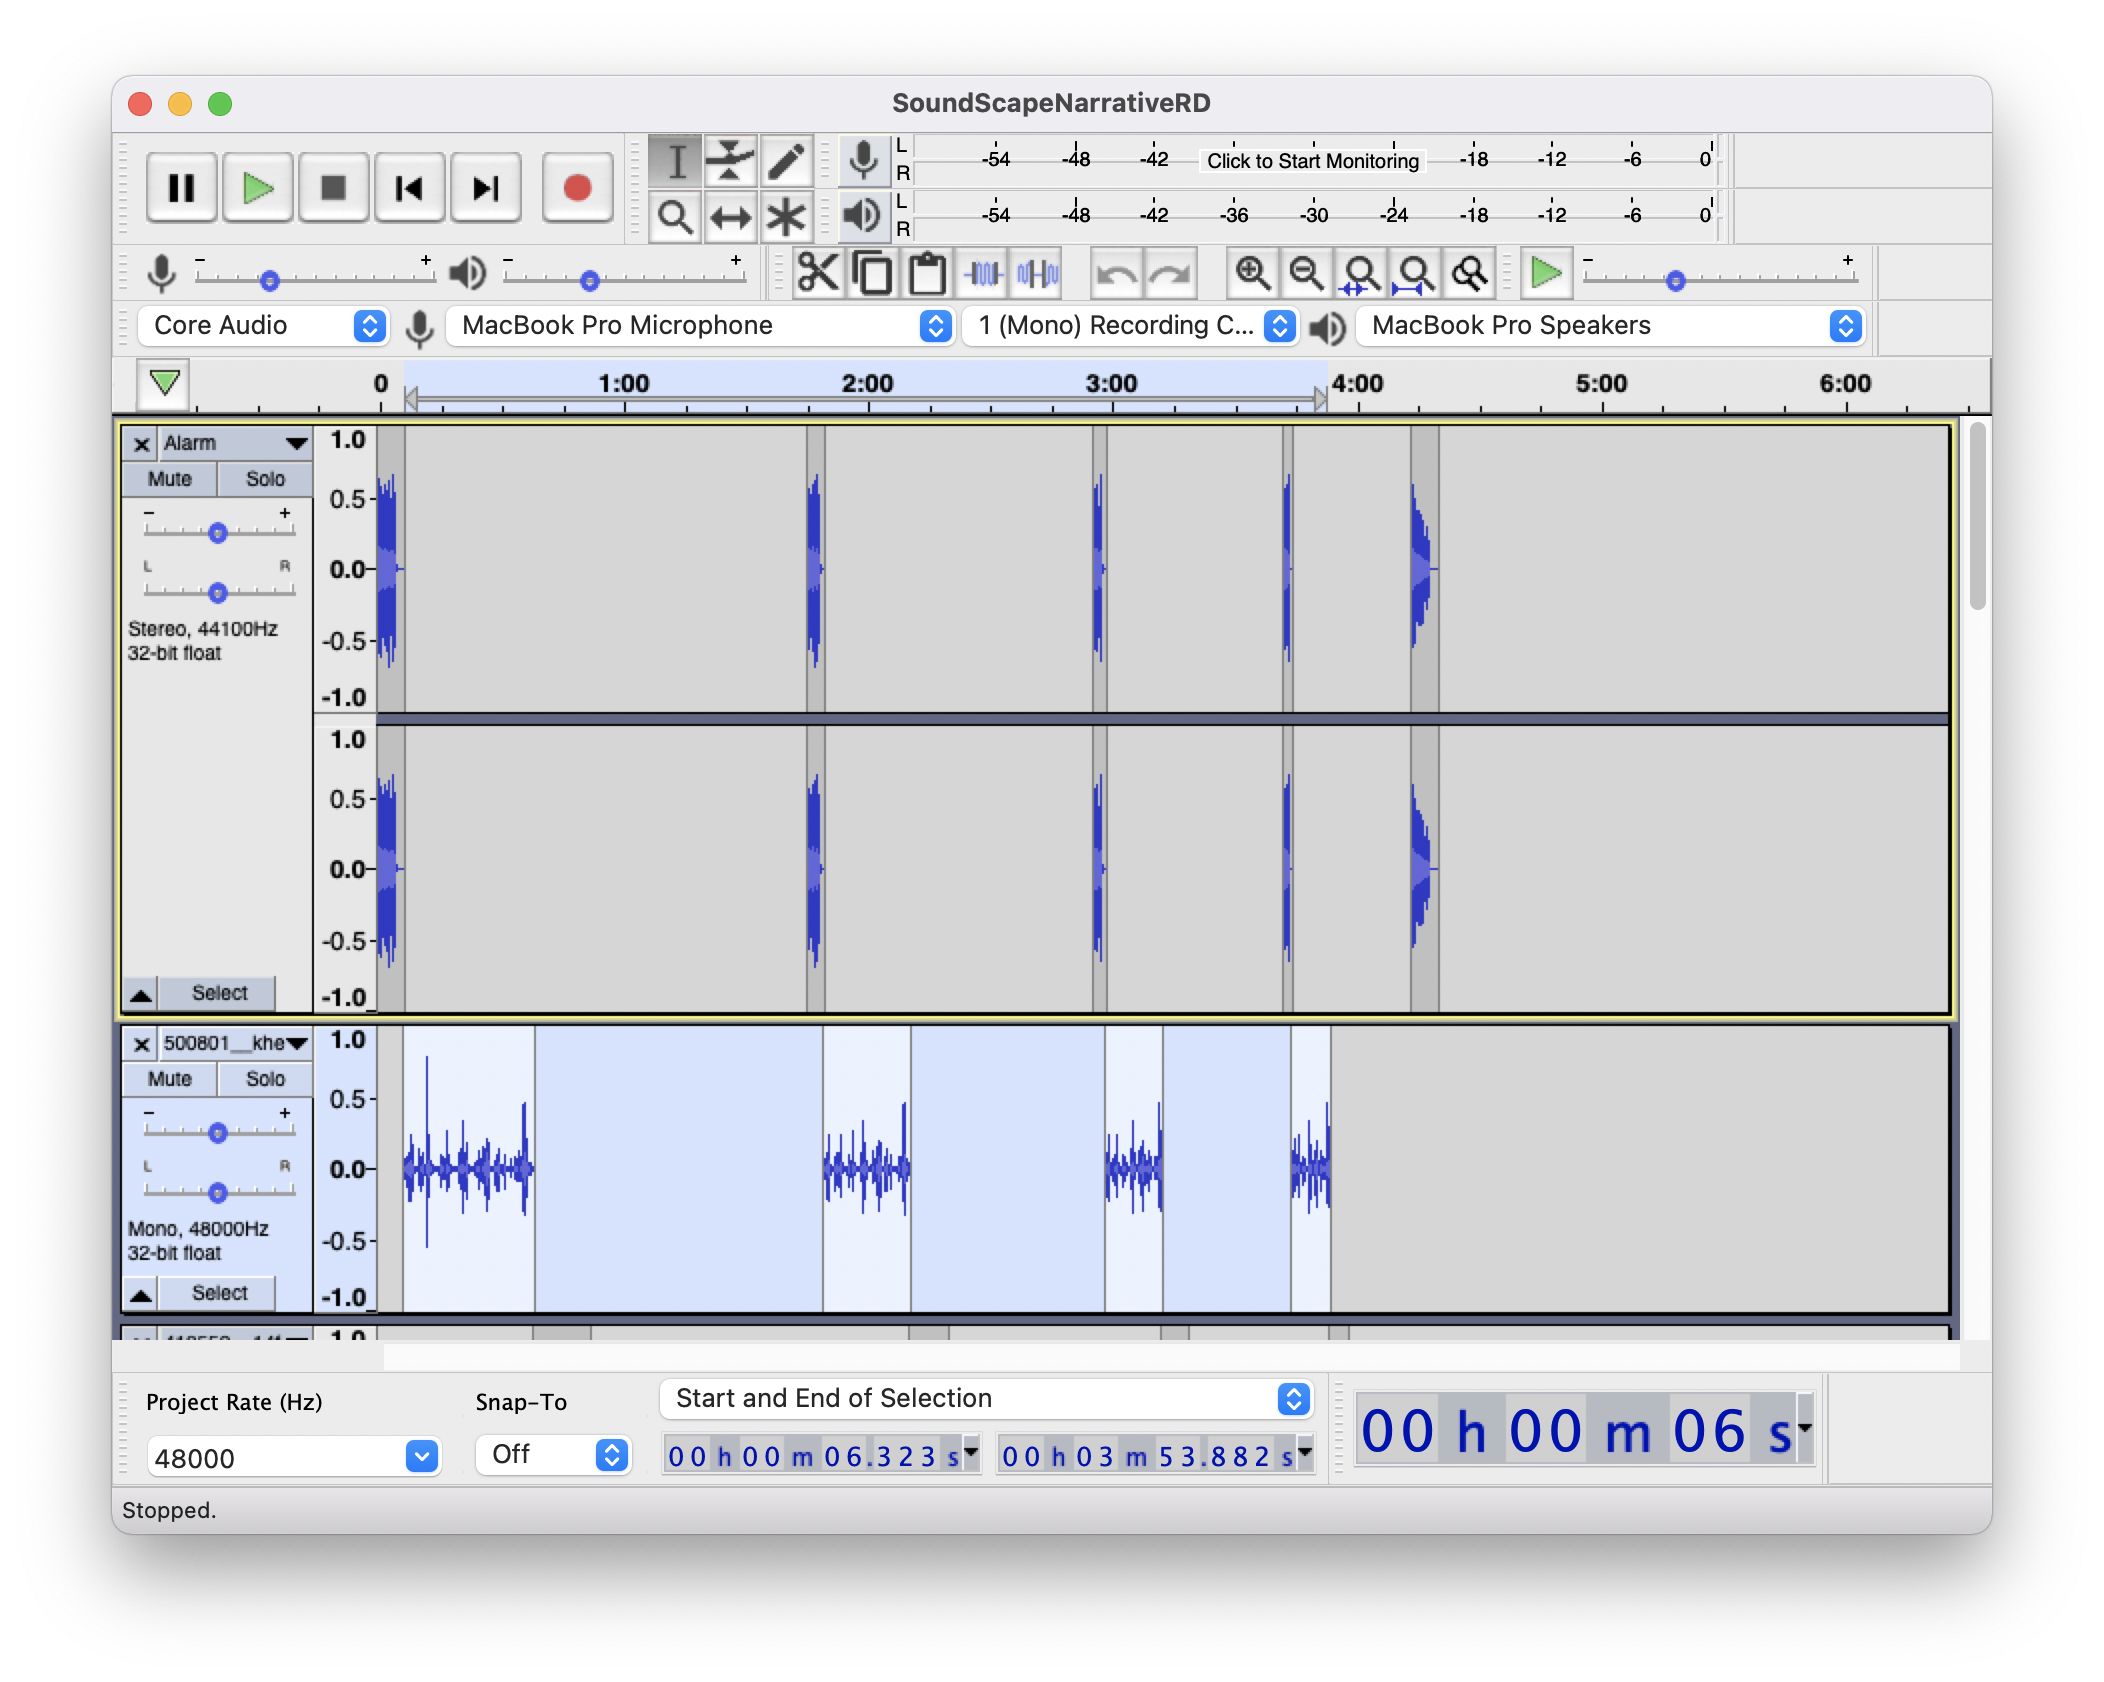 SoundScapeNarrativeRD
L
R
-54 -48 -42 Click to Start Monitoring -18 -12 -6 0
L
R
-54 -48 -42 -36 -30 -24 -18 -12 -6 0
- + - + - +
Core Audio MacBook Pro Microphone 1 (Mono) Recording C... MacBook Pro Speakers
0 1:00 2:00 3:00 4:00 5:00 6:00
x Alarm
Mute Solo
- +
L R
Stereo, 44100Hz
32-bit float
Select
1.0
0.5
0.0
-0.5
-1.0
1.0
0.5
0.0
-0.5
-1.0
x 500801__khe
Mute Solo
- +
L R
Mono, 48000Hz
32-bit float
Select
1.0
0.5
0.0
-0.5
-1.0
1.0
Project Rate (Hz) Snap-To Start and End of Selection
48000 Off 00 h 00 m 06.323 s 00 h 03 m 53.882 s 00 h 00 m 06 s
Stopped.